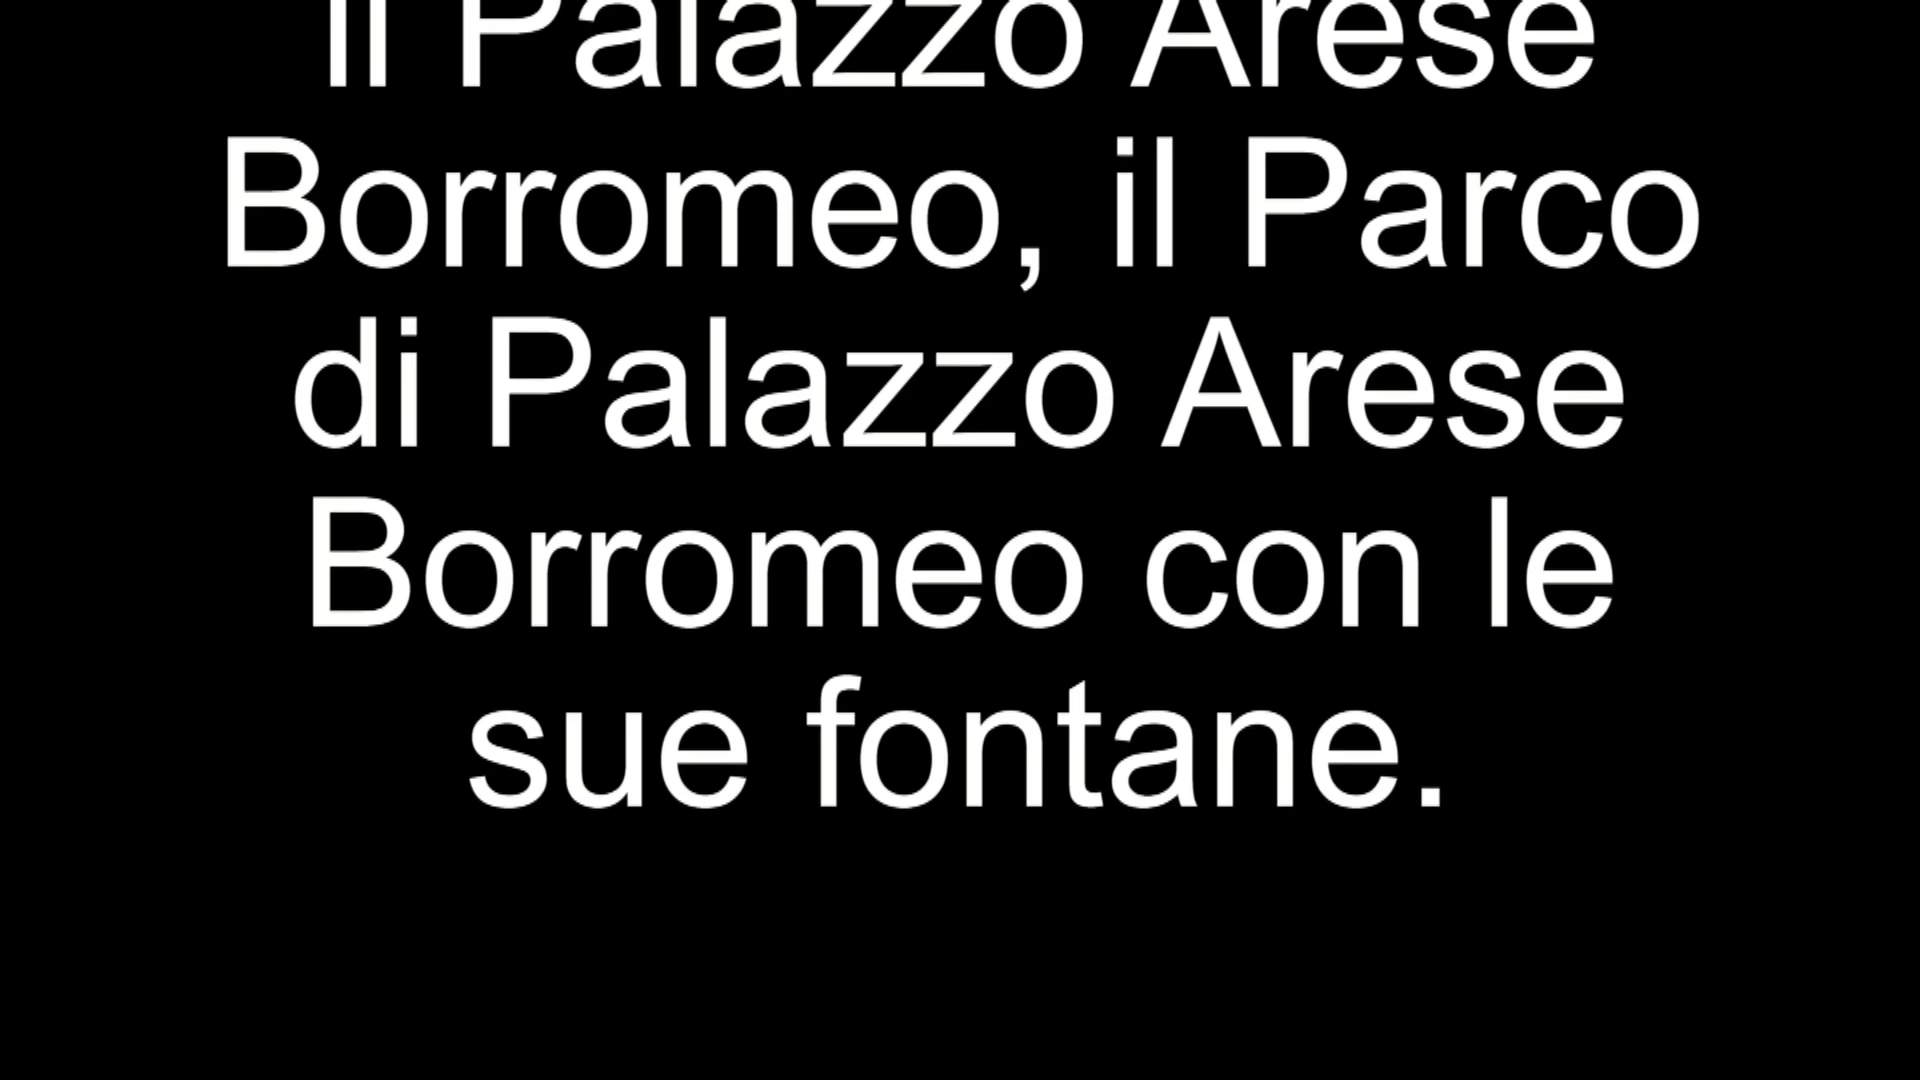 il Palazzo Arese
Borromeo, il Parco
di Palazzo Arese
Borromeo con le
sue fontane.